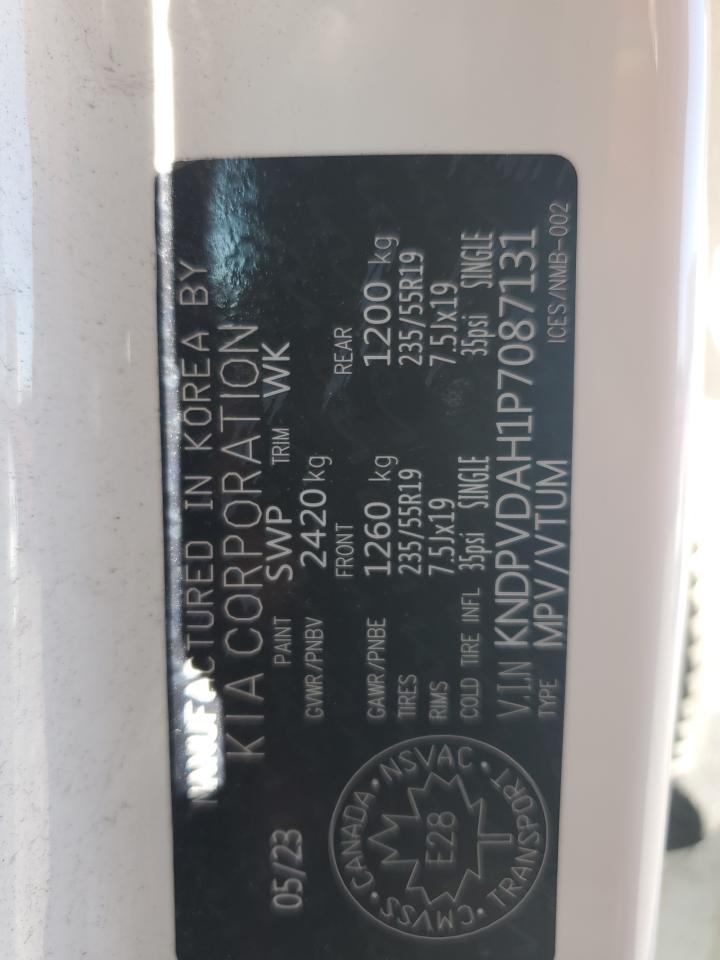 MANUFACTURED IN KOREA BY
KIA CORPORATION
05/23
PAINT SWP TRIM WK
GVWR/PNBV 2420 kg
FRONT REAR
GAWR/PNBE 1260 kg 1200 kg
TIRES 235/55R19 235/55R19
RIMS 7.5Jx19 7.5Jx19
COLD TIRE INFL 35psi SINGLE 35psi SINGLE
V.I.N KNDPVDAH1P7087131
TYPE MPV/VTUM
ICES/NMB-002
CMVSS · CANADA · NSVAC · TRANSPORT ·
E28